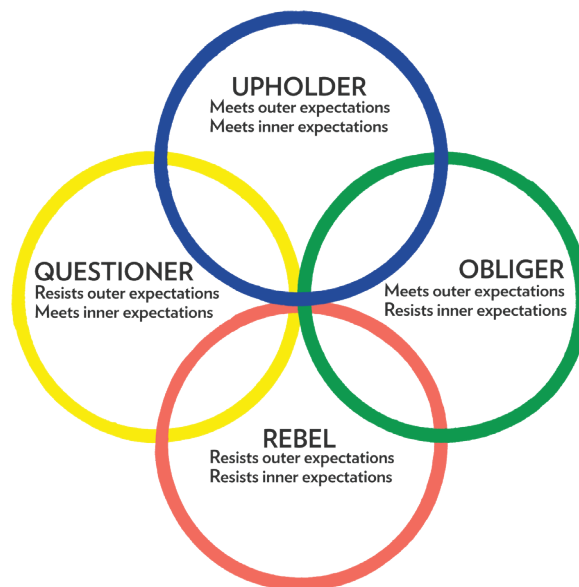 UPHOLDER
Meets outer expectations
Meets inner expectations
QUESTIONER
Resists outer expectations
Meets inner expectations
OBLIGER
Meets outer expectations
Resists inner expectations
REBEL
Resists outer expectations
Resists inner expectations